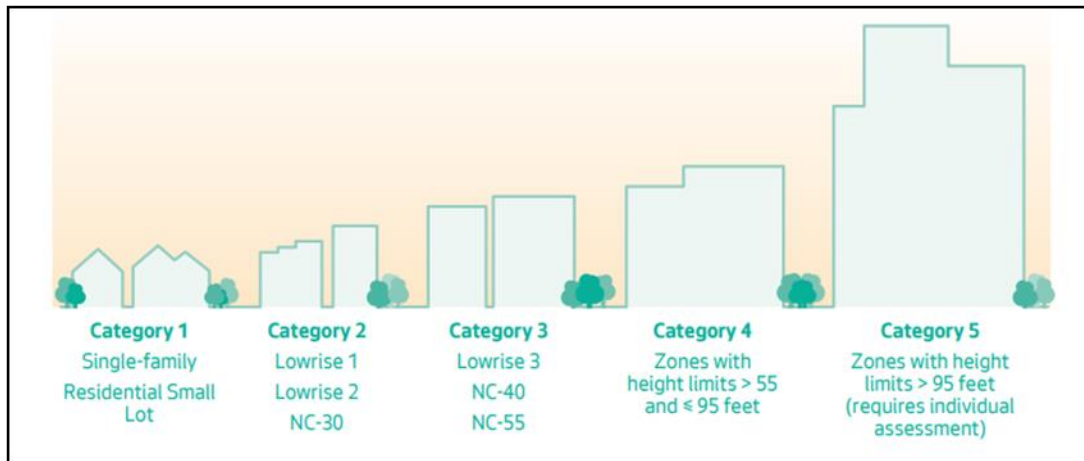 Category 1
Single-family
Residential Small
Lot
Category 2
Lowrise 1
Lowrise 2
NC-30
Category 3
Lowrise 3
NC-40
NC-55
Category 4
Zones with
height limits > 55
and ≤ 95 feet
Category 5
Zones with height
limits > 95 feet
(requires individual
assessment)